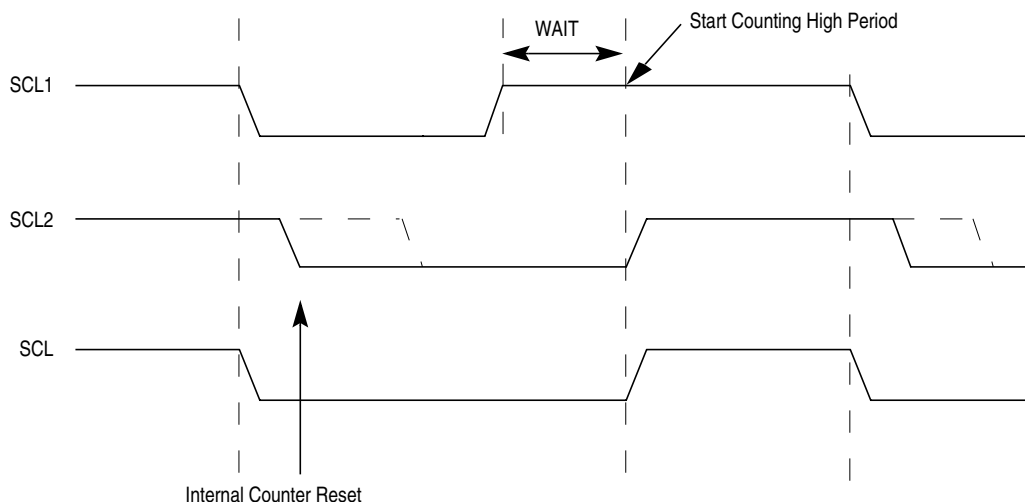 WAIT
Start Counting High Period
SCL1
SCL2
SCL
Internal Counter Reset